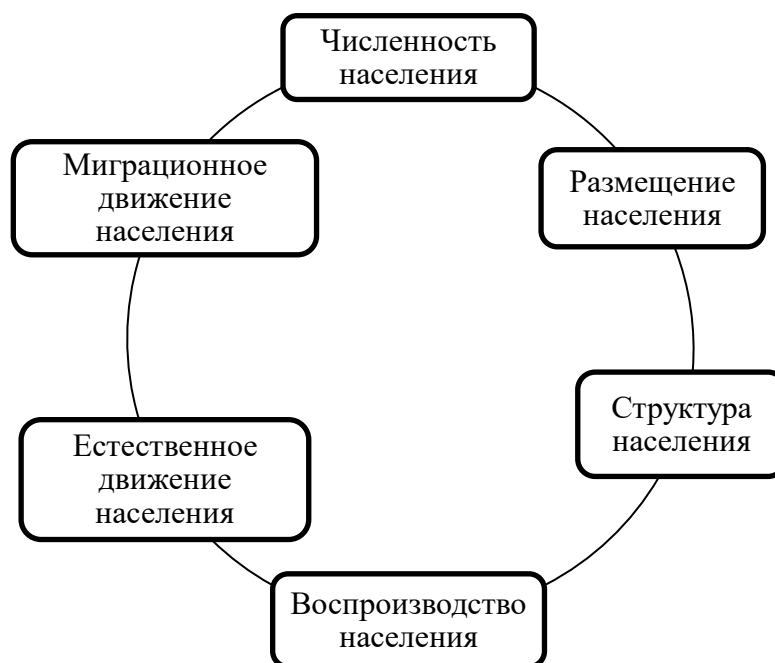 Численность
населения
Размещение
населения
Структура
населения
Воспроизводство
населения
Естественное
движение
населения
Миграционное
движение
населения